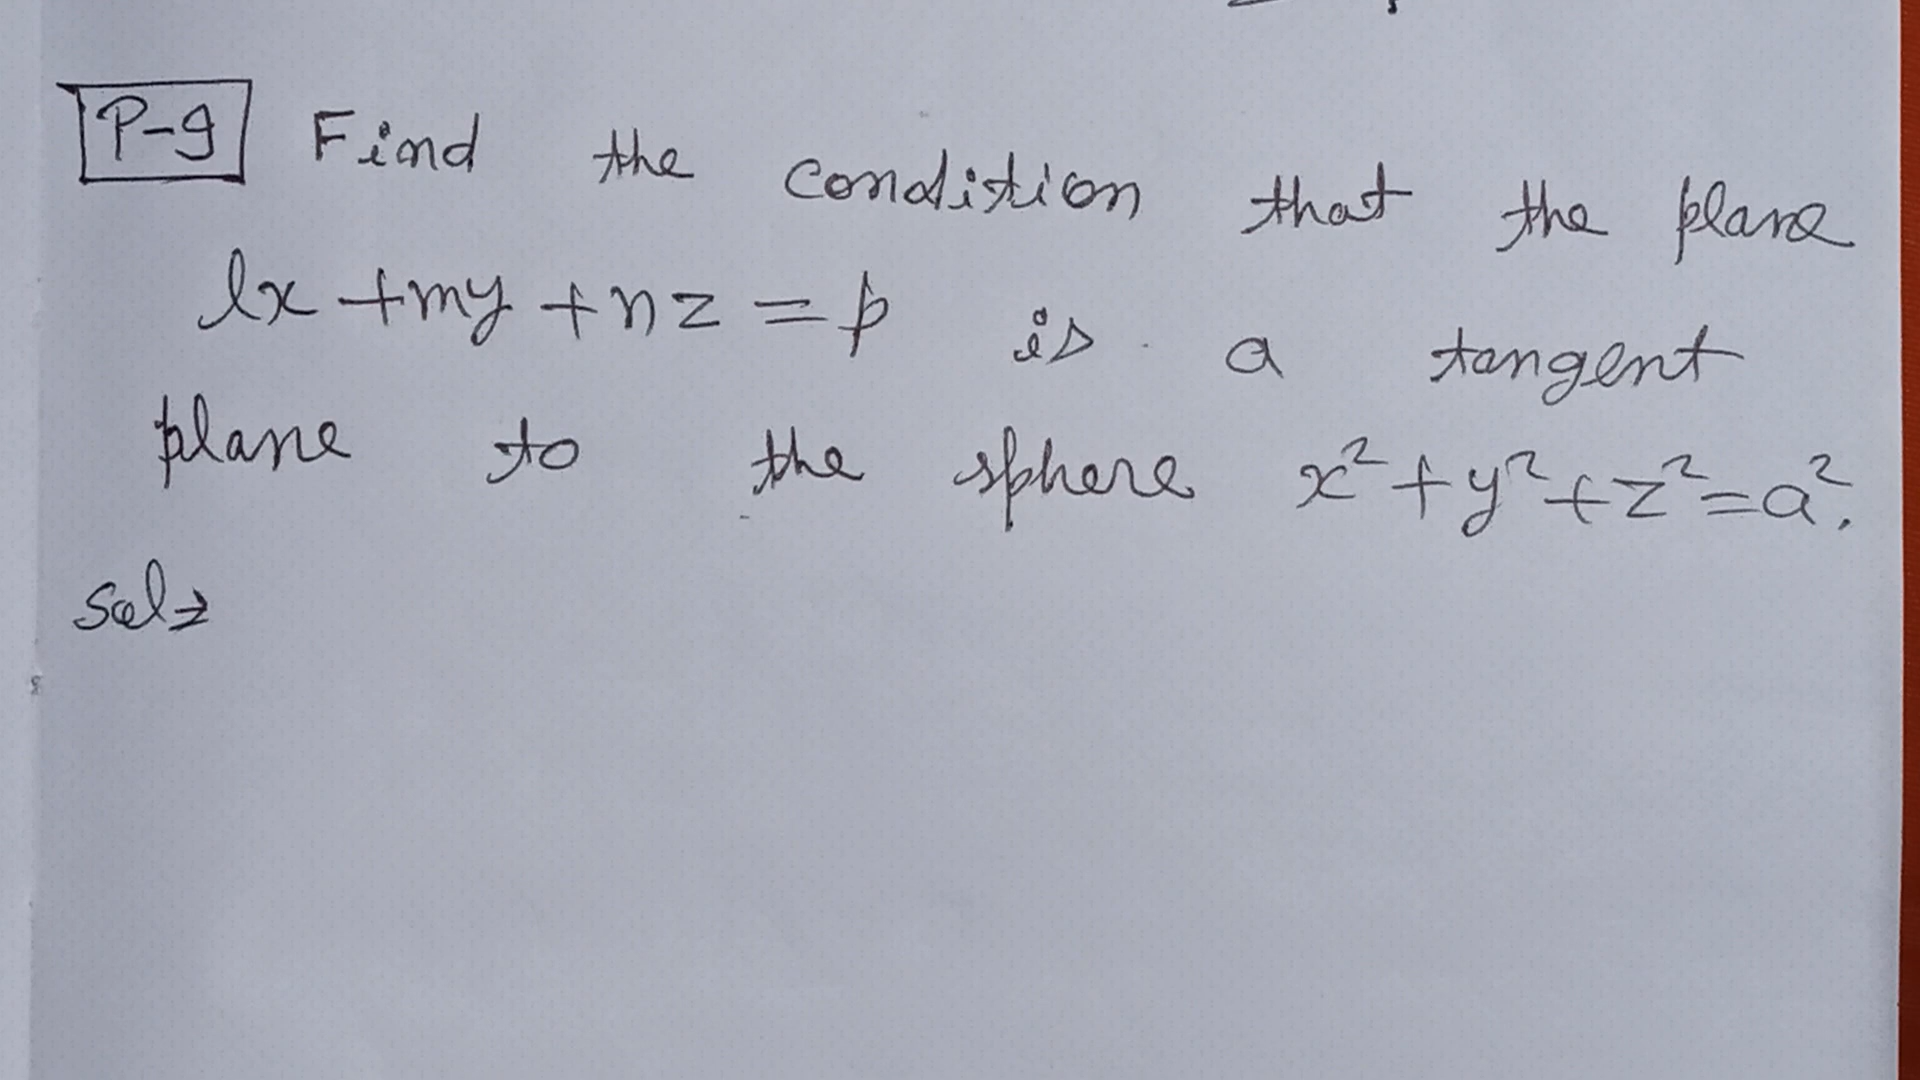 P-9 Find the condition that the plane
lx + my + nz = p is a tangent
plane to the sphere x² + y² + z² = a².
Sol⇒